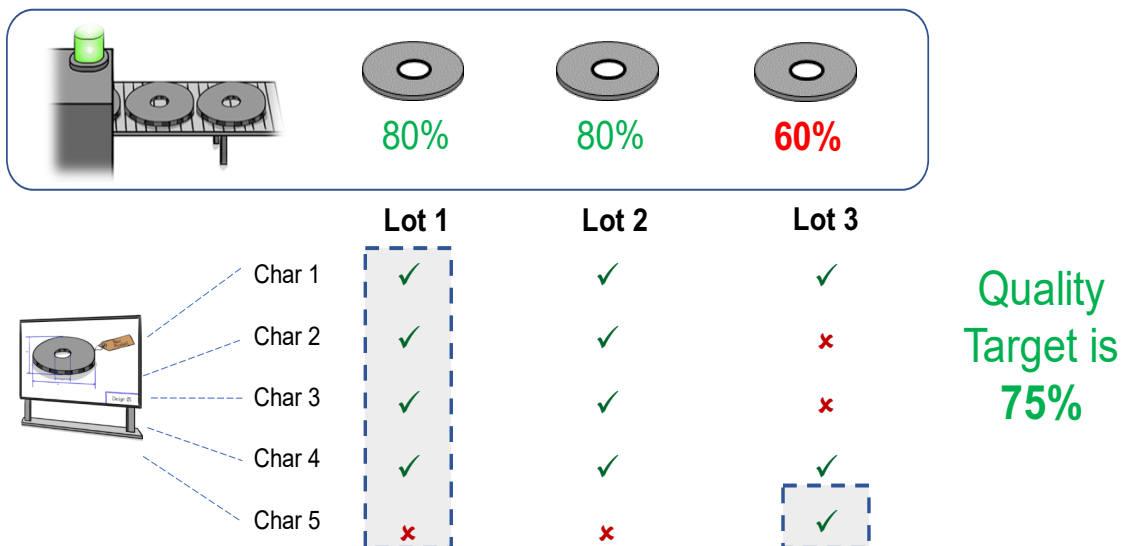 80%
80%
60%
Lot 1
Lot 2
Lot 3
Char 1
Char 2
Char 3
Char 4
Char 5
Quality
Target is
75%